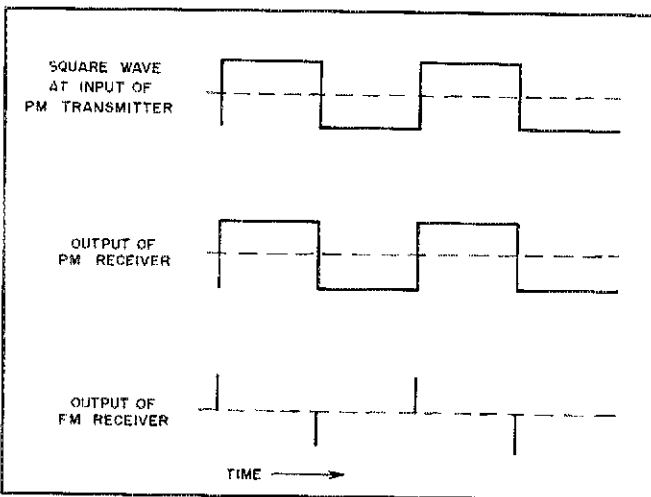 SQUARE WAVE
AT INPUT OF
PM TRANSMITTER
OUTPUT OF
PM RECEIVER
OUTPUT OF
FM RECEIVER
TIME